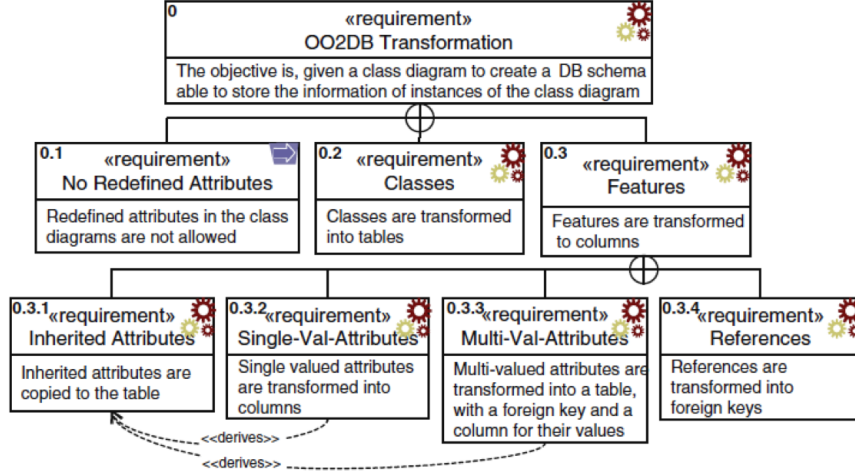 0
«requirement»
OO2DB Transformation
The objective is, given a class diagram to create a DB schema
able to store the information of instances of the class diagram
0.1
«requirement»
No Redefined Attributes
Redefined attributes in the class
diagrams are not allowed
0.2
«requirement»
Classes
Classes are transformed
into tables
0.3
«requirement»
Features
Features are transformed
to columns
0.3.1
«requirement»
Inherited Attributes
Inherited attributes are
copied to the table
0.3.2
«requirement»
Single-Val-Attributes
Single valued attributes
are transformed into
columns
0.3.3
«requirement»
Multi-Val-Attributes
Multi-valued attributes are
transformed into a table,
with a foreign key and a
column for their values
0.3.4
«requirement»
References
References are
transformed into
foreign keys
<<derives>>
<<derives>>